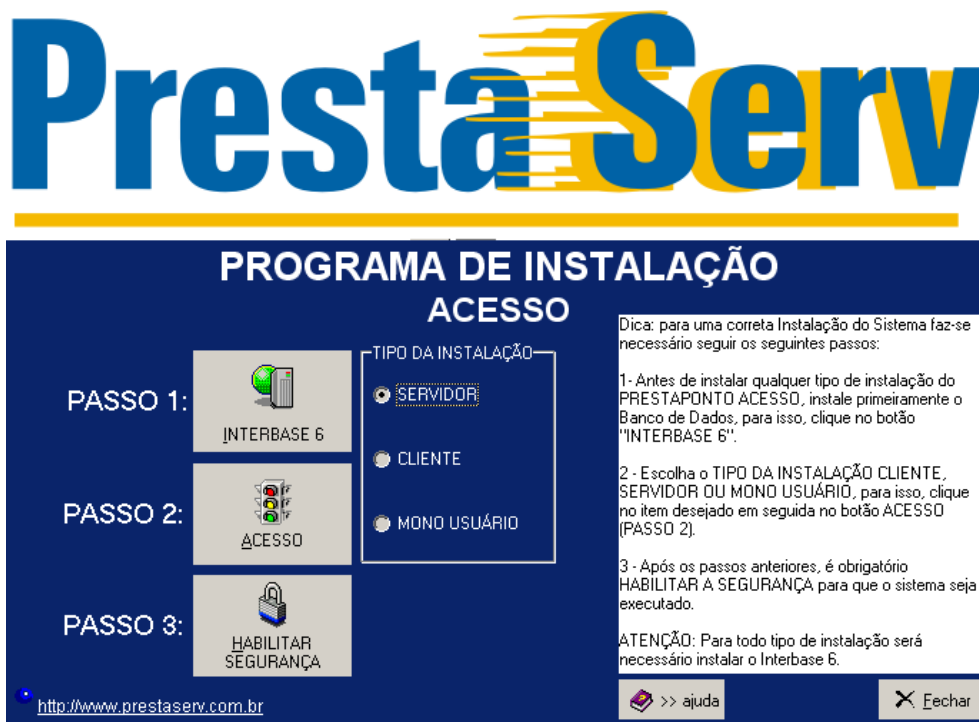 Presta Serv
PROGRAMA DE INSTALAÇÃO
ACESSO
PASSO 1:
INTERBASE 6
PASSO 2:
ACESSO
PASSO 3:
HABILITAR
SEGURANÇA
TIPO DA INSTALAÇÃO
SERVIDOR
CLIENTE
MONO USUÁRIO
Dica: para uma correta Instalação do Sistema faz-se
necessário seguir os seguintes passos:
1- Antes de instalar qualquer tipo de instalação do
PRESTAPONTO ACESSO, instale primeiramente o
Banco de Dados, para isso, clique no botão
"INTERBASE 6".
2 - Escolha o TIPO DA INSTALAÇÃO CLIENTE,
SERVIDOR OU MONO USUÁRIO, para isso, clique
no item desejado em seguida no botão ACESSO
(PASSO 2).
3 - Após os passos anteriores, é obrigatório
HABILITAR A SEGURANÇA para que o sistema seja
executado.
ATENÇÃO: Para todo tipo de instalação será
necessário instalar o Interbase 6.
http://www.prestaserv.com.br
>> ajuda
Fechar